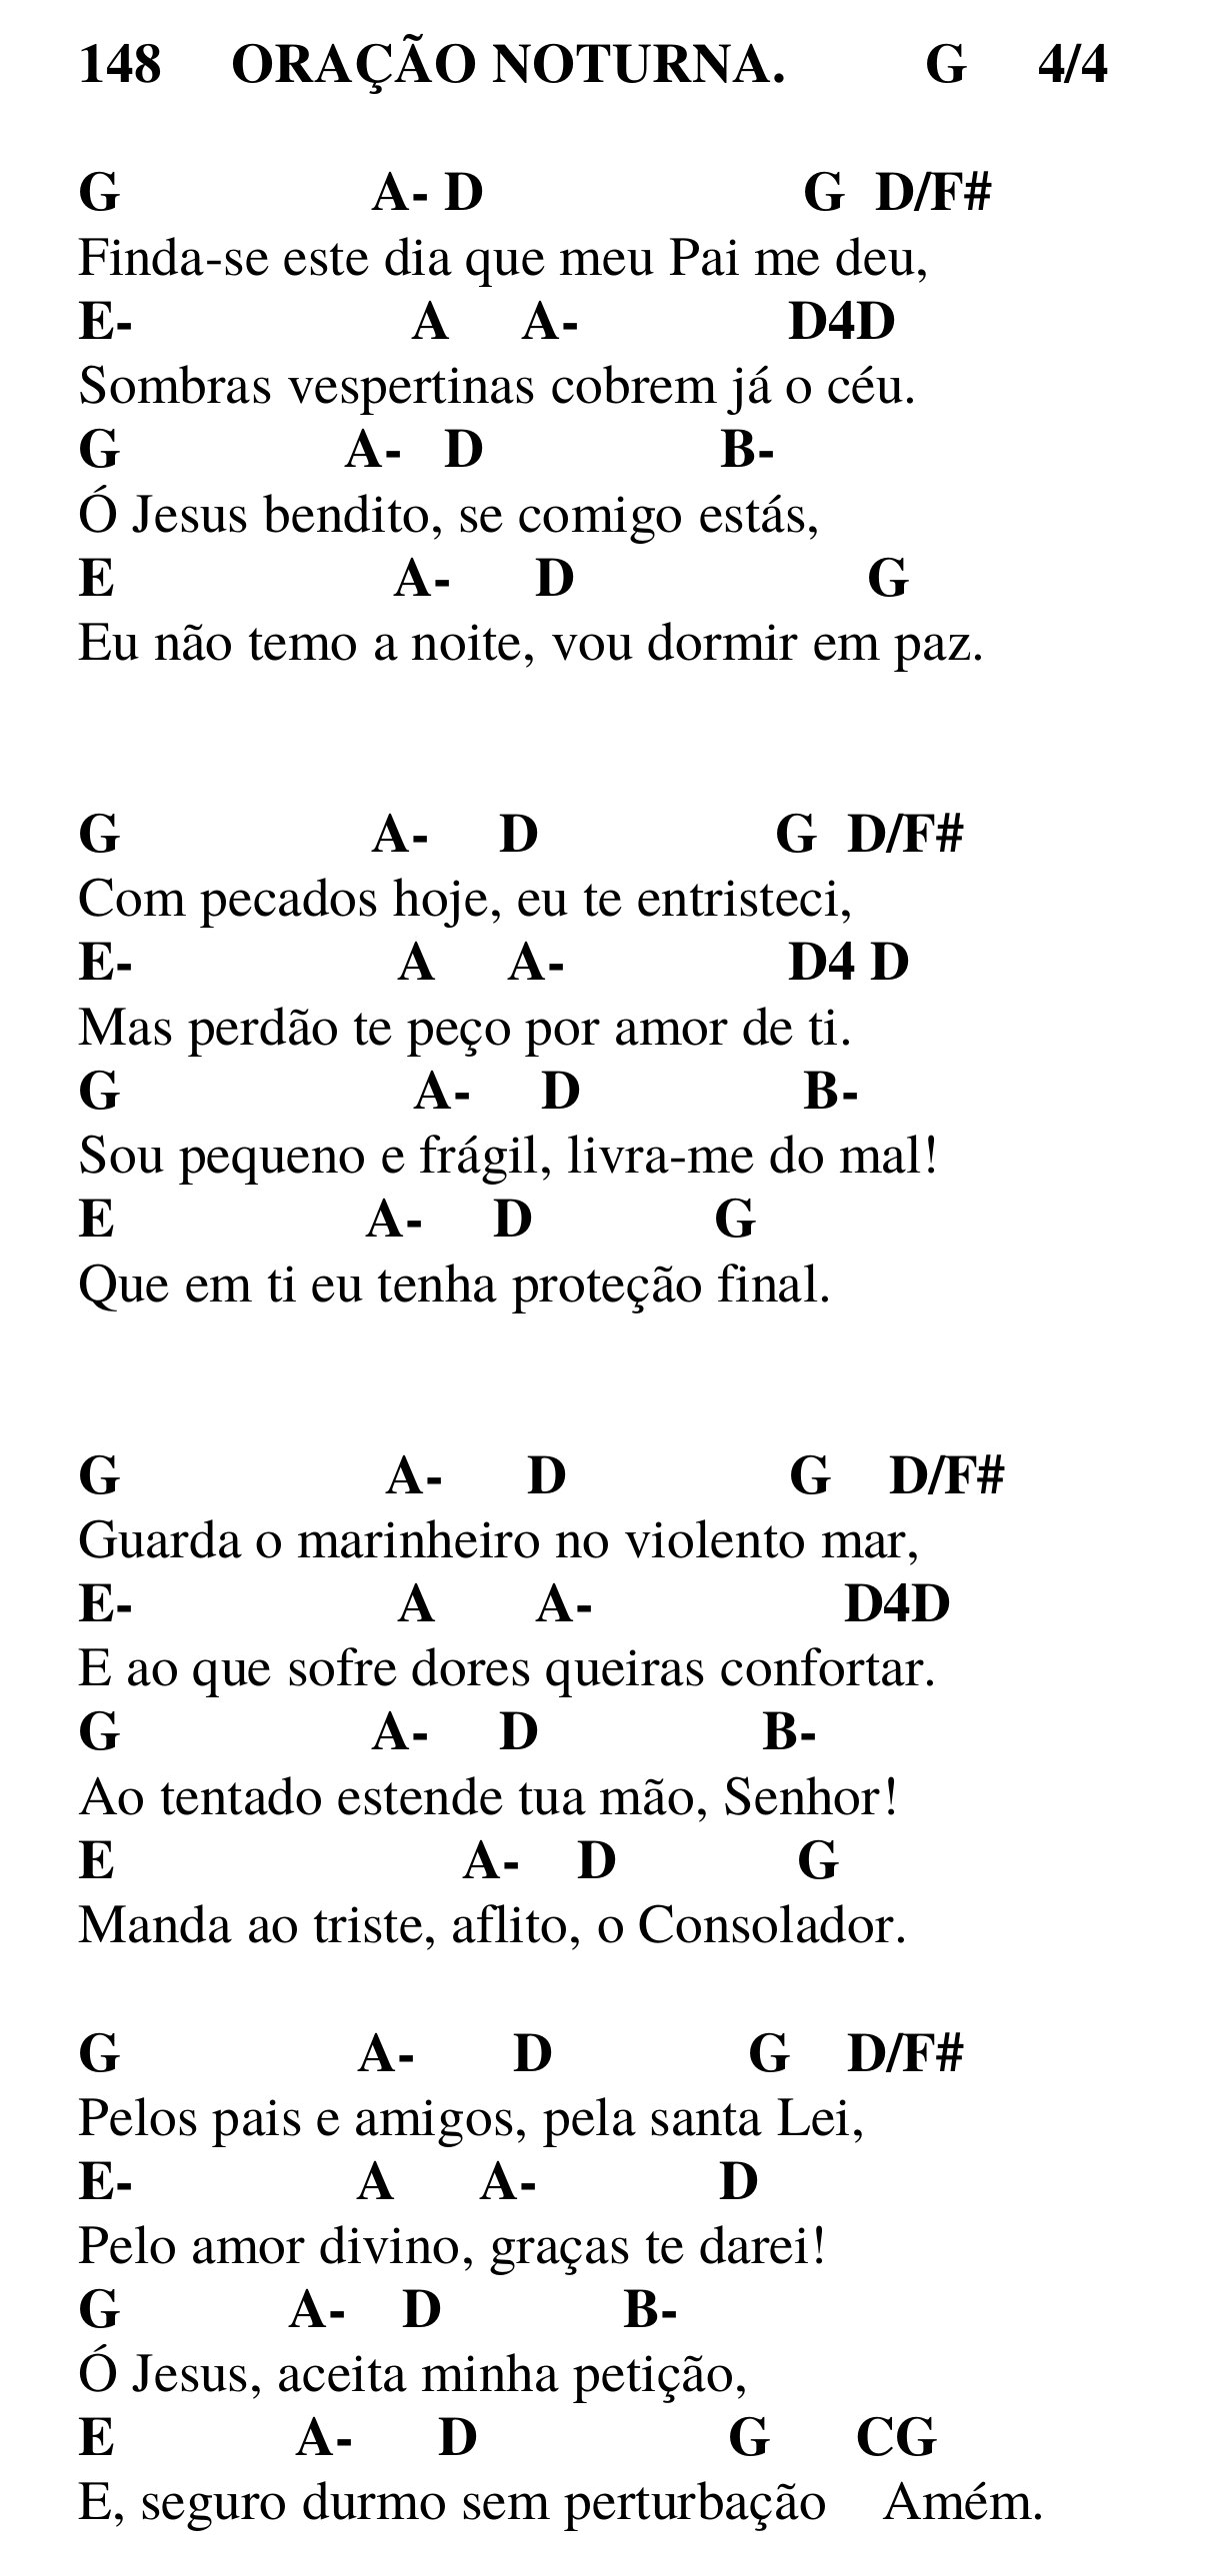 148 ORAÇÃO NOTURNA. G 4/4
G A- D G D/F#
Finda-se este dia que meu Pai me deu,
E- A A- D4D
Sombras vespertinas cobrem já o céu.
G A- D B-
Ó Jesus bendito, se comigo estás,
E A- D G
Eu não temo a noite, vou dormir em paz.
G A- D G D/F#
Com pecados hoje, eu te entristeci,
E- A A- D4 D
Mas perdão te peço por amor de ti.
G A- D B-
Sou pequeno e frágil, livra-me do mal!
E A- D G
Que em ti eu tenha proteção final.
G A- D G D/F#
Guarda o marinheiro no violento mar,
E- A A- D4D
E ao que sofre dores queiras confortar.
G A- D B-
Ao tentado estende tua mão, Senhor!
E A- D G
Manda ao triste, aflito, o Consolador.
G A- D G D/F#
Pelos pais e amigos, pela santa Lei,
E- A A- D
Pelo amor divino, graças te darei!
G A- D B-
Ó Jesus, aceita minha petição,
E A- D G CG
E, seguro durmo sem perturbação Amém.